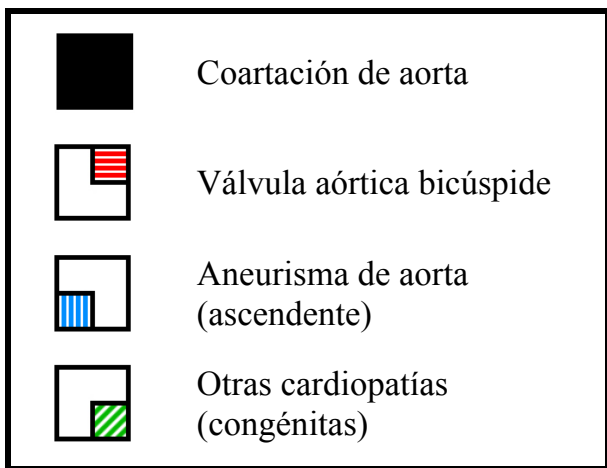 Coartación de aorta
Válvula aórtica bicúspide
Aneurisma de aorta
(ascendente)
Otras cardiopatías
(congénitas)